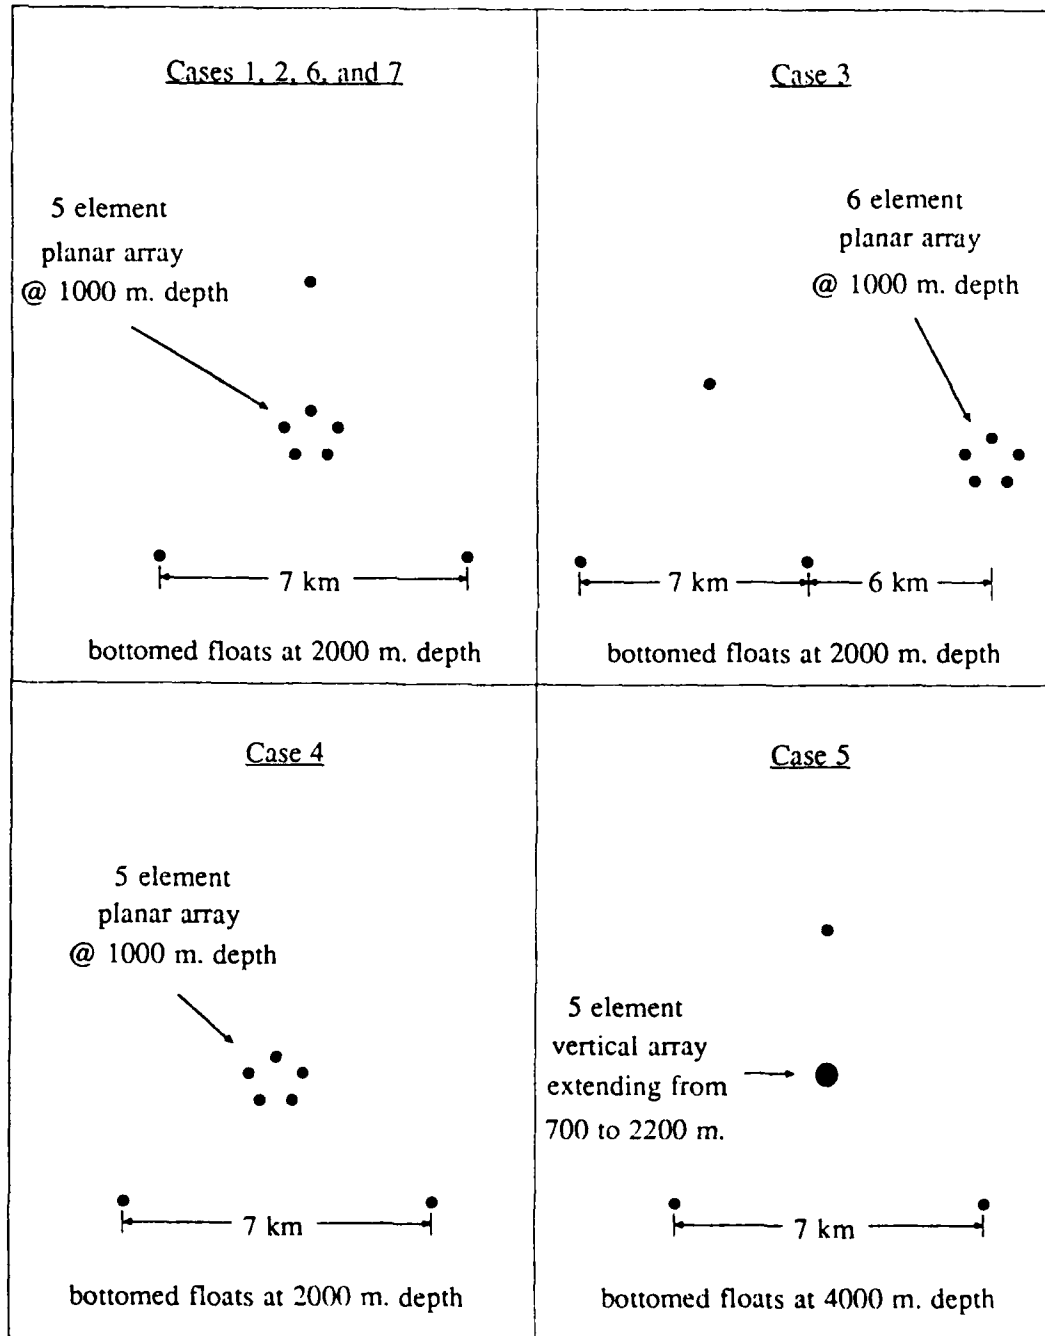 Cases 1, 2, 6, and 7
5 element
planar array
@ 1000 m. depth
7 km
bottomed floats at 2000 m. depth
Case 3
6 element
planar array
@ 1000 m. depth
7 km
6 km
bottomed floats at 2000 m. depth
Case 4
5 element
planar array
@ 1000 m. depth
7 km
bottomed floats at 2000 m. depth
Case 5
5 element
vertical array
extending from
700 to 2200 m.
7 km
bottomed floats at 4000 m. depth